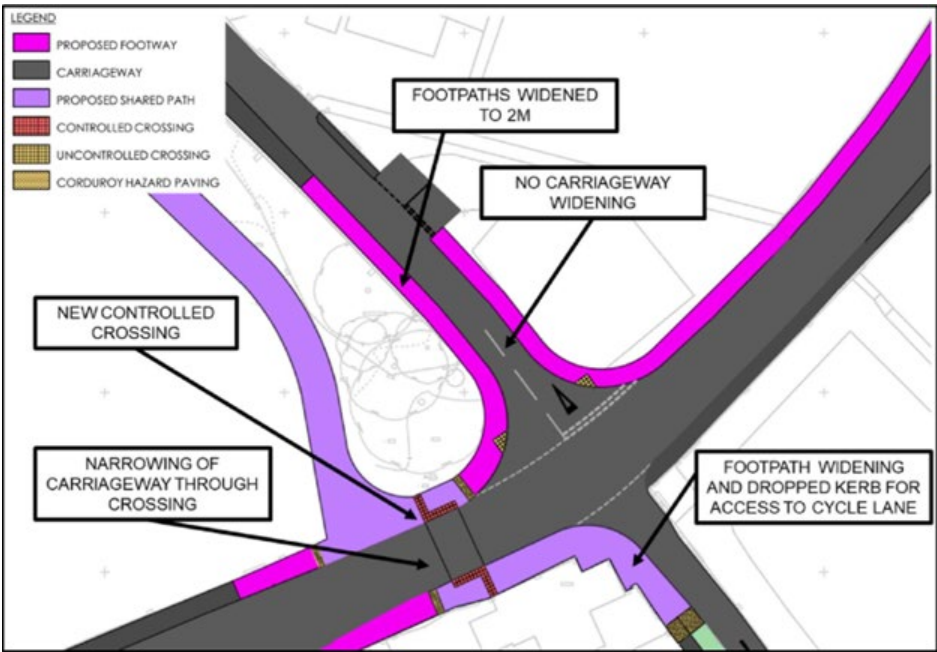 LEGEND
PROPOSED FOOTWAY
CARRIAGEWAY
PROPOSED SHARED PATH
CONTROLLED CROSSING
UNCONTROLLED CROSSING
CORDUROY HAZARD PAVING
FOOTPATHS WIDENED
TO 2M
NO CARRIAGEWAY
WIDENING
NEW CONTROLLED
CROSSING
NARROWING OF
CARRIAGEWAY THROUGH
CROSSING
FOOTPATH WIDENING
AND DROPPED KERB FOR
ACCESS TO CYCLE LANE